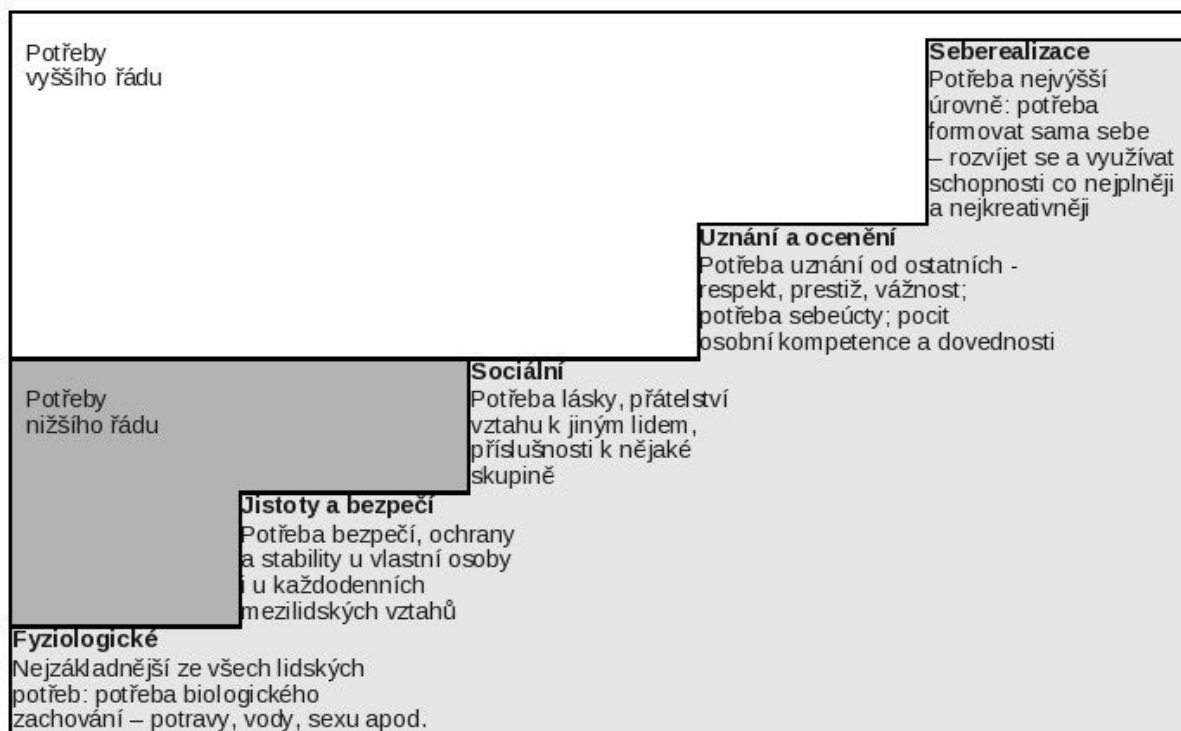 Potřeby
vyššího řádu
Seberealizace
Potřeba nejvyšší
úrovně: potřeba
formovat sama sebe
– rozvíjet se a využívat
schopnosti co nejplněji
a nejkreativněji
Uznání a ocenění
Potřeba uznání od ostatních -
respekt, prestiž, vážnost;
potřeba sebeúcty; pocit
osobní kompetence a dovednosti
Potřeby
nižšího řádu
Sociální
Potřeba lásky, přátelství
vztahu k jiným lidem,
příslušnosti k nějaké
skupině
Jistoty a bezpečí
Potřeba bezpečí, ochrany
a stability u vlastní osoby
i u každodenních
mezilidských vztahů
Fyziologické
Nejzákladnější ze všech lidských
potřeb: potřeba biologického
zachování – potravy, vody, sexu apod.